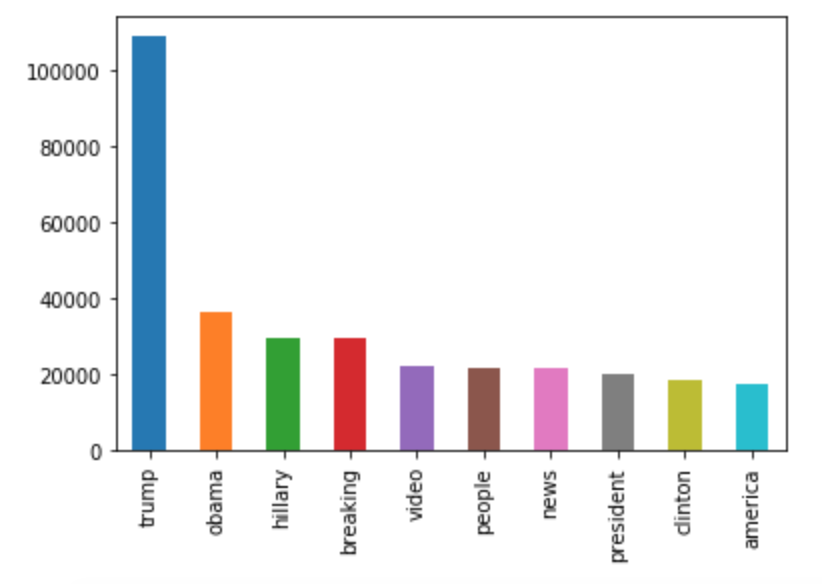 100000
80000
60000
40000
20000
0
trump
obama
hillary
breaking
video
people
news
president
clinton
america